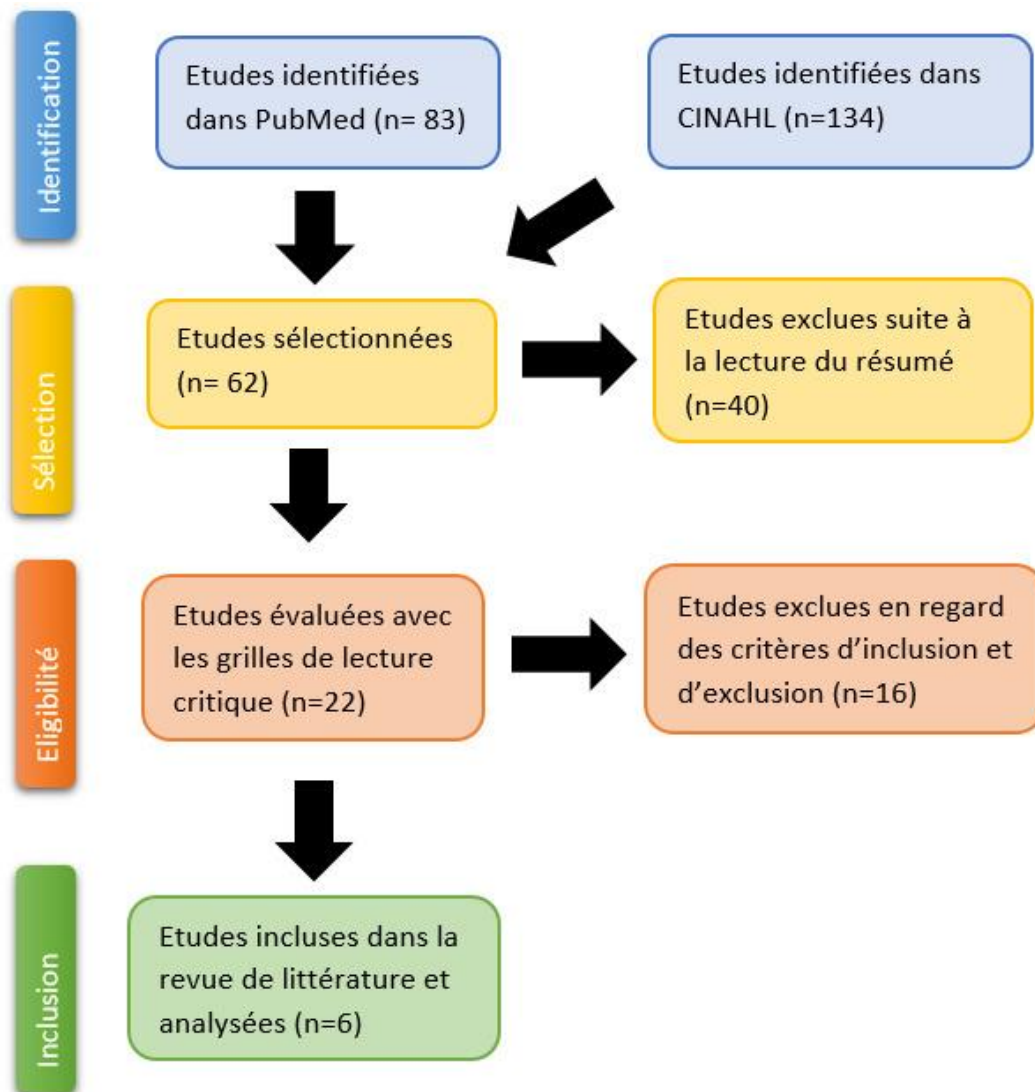 Identification
Etudes identifiées
dans PubMed (n= 83)
Etudes identifiées dans
CINAHL (n=134)
Sélection
Etudes sélectionnées
(n= 62)
Etudes exclues suite à
la lecture du résumé
(n=40)
Eligibilité
Etudes évaluées avec
les grilles de lecture
critique (n=22)
Etudes exclues en regard
des critères d’inclusion et
d’exclusion (n=16)
Inclusion
Etudes incluses dans la
revue de littérature et
analysées (n=6)